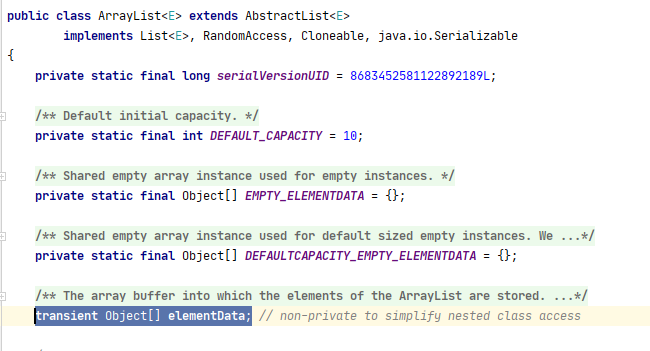 public class ArrayList<E> extends AbstractList<E>
implements List<E>, RandomAccess, Cloneable, java.io.Serializable
{
private static final long serialVersionUID = 8683452581122892189L;
/** Default initial capacity. */
private static final int DEFAULT_CAPACITY = 10;
/** Shared empty array instance used for empty instances. */
private static final Object[] EMPTY_ELEMENTDATA = {};
/** Shared empty array instance used for default sized empty instances. We ...*/
private static final Object[] DEFAULTCAPACITY_EMPTY_ELEMENTDATA = {};
/** The array buffer into which the elements of the ArrayList are stored. ...*/
transient Object[] elementData; // non-private to simplify nested class access